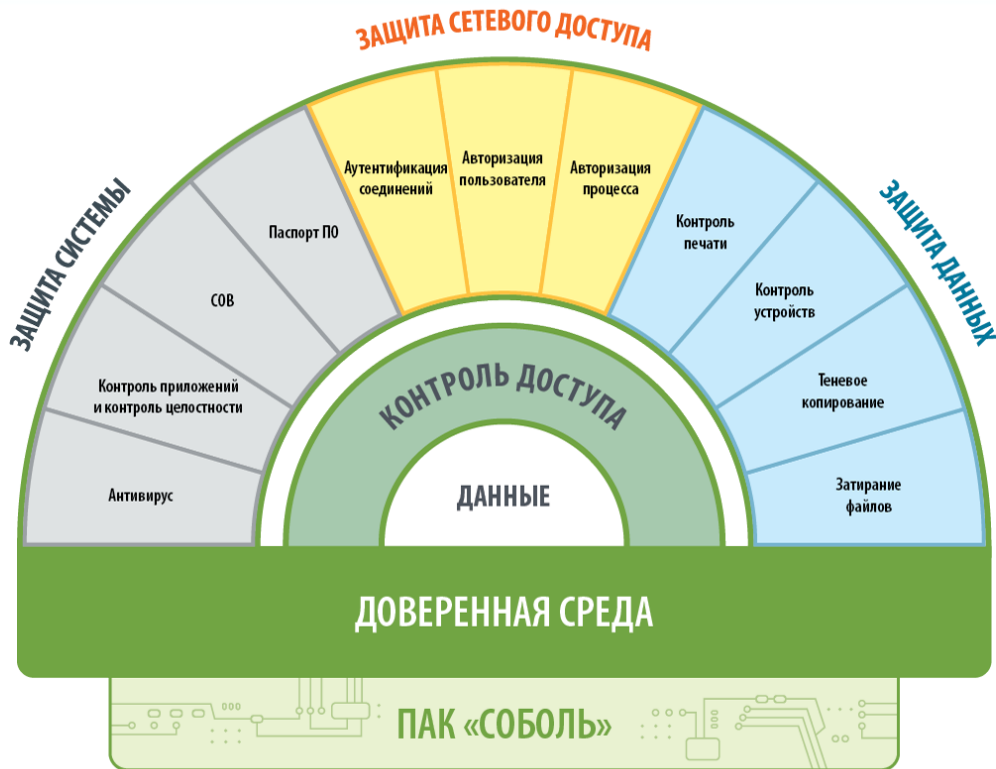 ЗАЩИТА СЕТЕВОГО ДОСТУПА
ЗАЩИТА СИСТЕМЫ
ЗАЩИТА ДАННЫХ
Антивирус
Контроль приложений
и контроль целостности
СОВ
Паспорт ПО
Аутентификация
соединений
Авторизация
пользователя
Авторизация
процесса
Контроль
печати
Контроль
устройств
Теневое
копирование
Затирание
файлов
КОНТРОЛЬ ДОСТУПА
ДАННЫЕ
ДОВЕРЕННАЯ СРЕДА
ПАК «СОБОЛЬ»